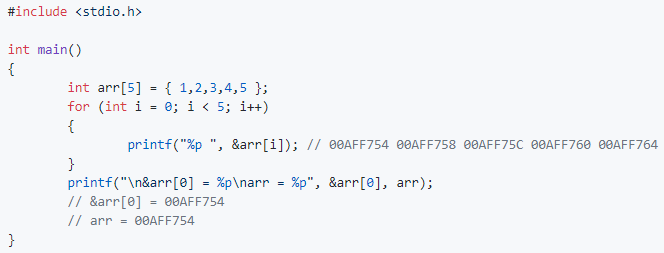 #include <stdio.h>
int main()
{
int arr[5] = { 1,2,3,4,5 };
for (int i = 0; i < 5; i++)
{
printf("%p ", &arr[i]); // 00AFF754 00AFF758 00AFF75C 00AFF760 00AFF764
}
printf("\n&arr[0] = %p\narr = %p", &arr[0], arr);
// &arr[0] = 00AFF754
// arr = 00AFF754
}